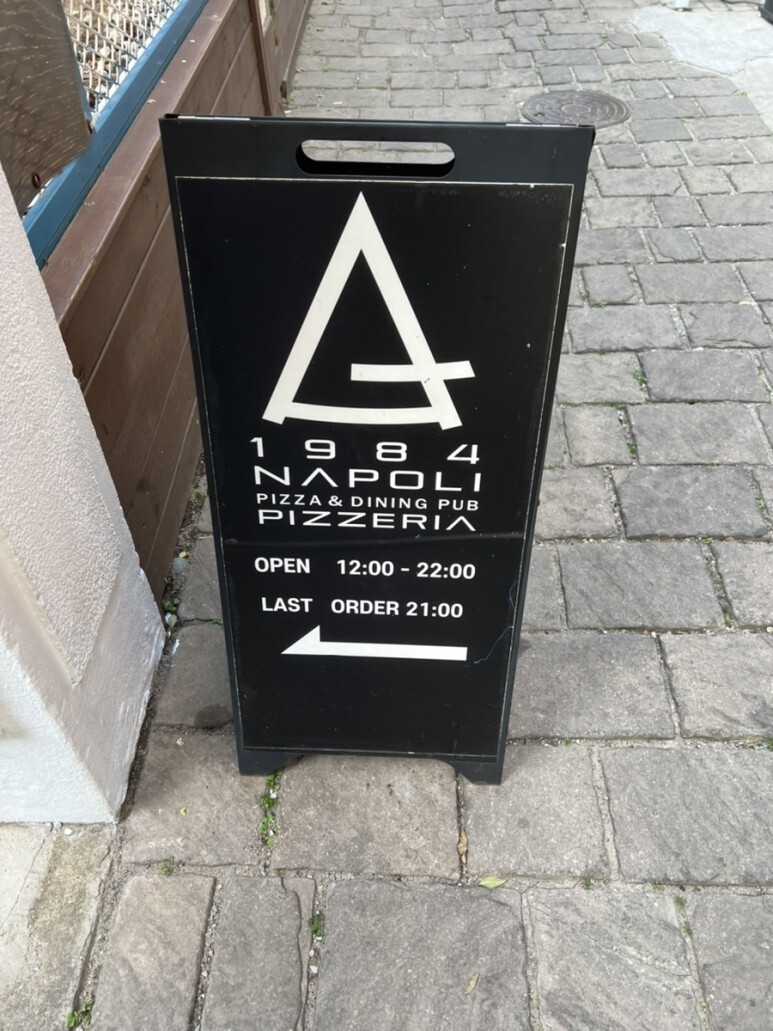 1984
NAPOLI
PIZZA & DINING PUB
PIZZERIA
OPEN 12:00 - 22:00
LAST ORDER 21:00